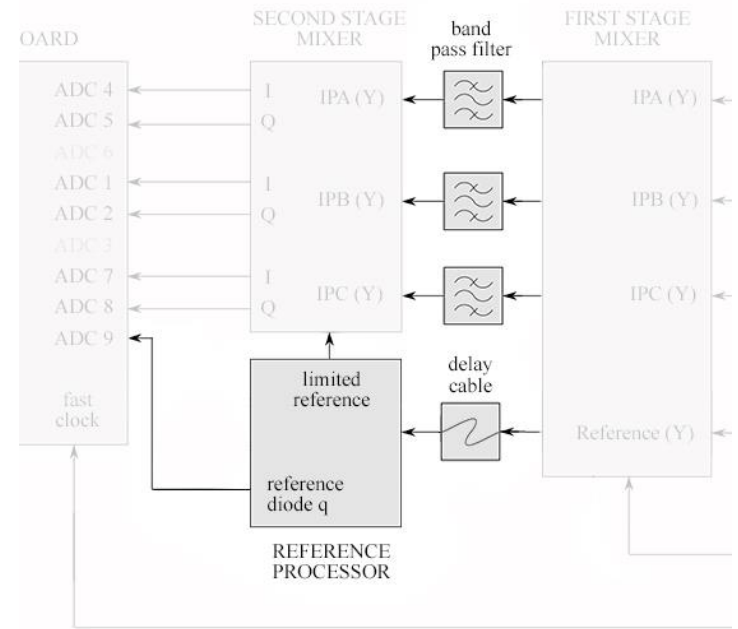 SECOND STAGE
MIXER
band
pass filter
FIRST STAGE
MIXER
OARD
ADC 4
ADC 5
ADC 6
ADC 1
ADC 2
ADC 3
ADC 7
ADC 8
ADC 9
fast
clock
I
Q
I
Q
I
Q
IPA (Y)
IPB (Y)
IPC (Y)
IPA (Y)
IPB (Y)
IPC (Y)
Reference (Y)
limited
reference
delay
cable
reference
diode q
REFERENCE
PROCESSOR